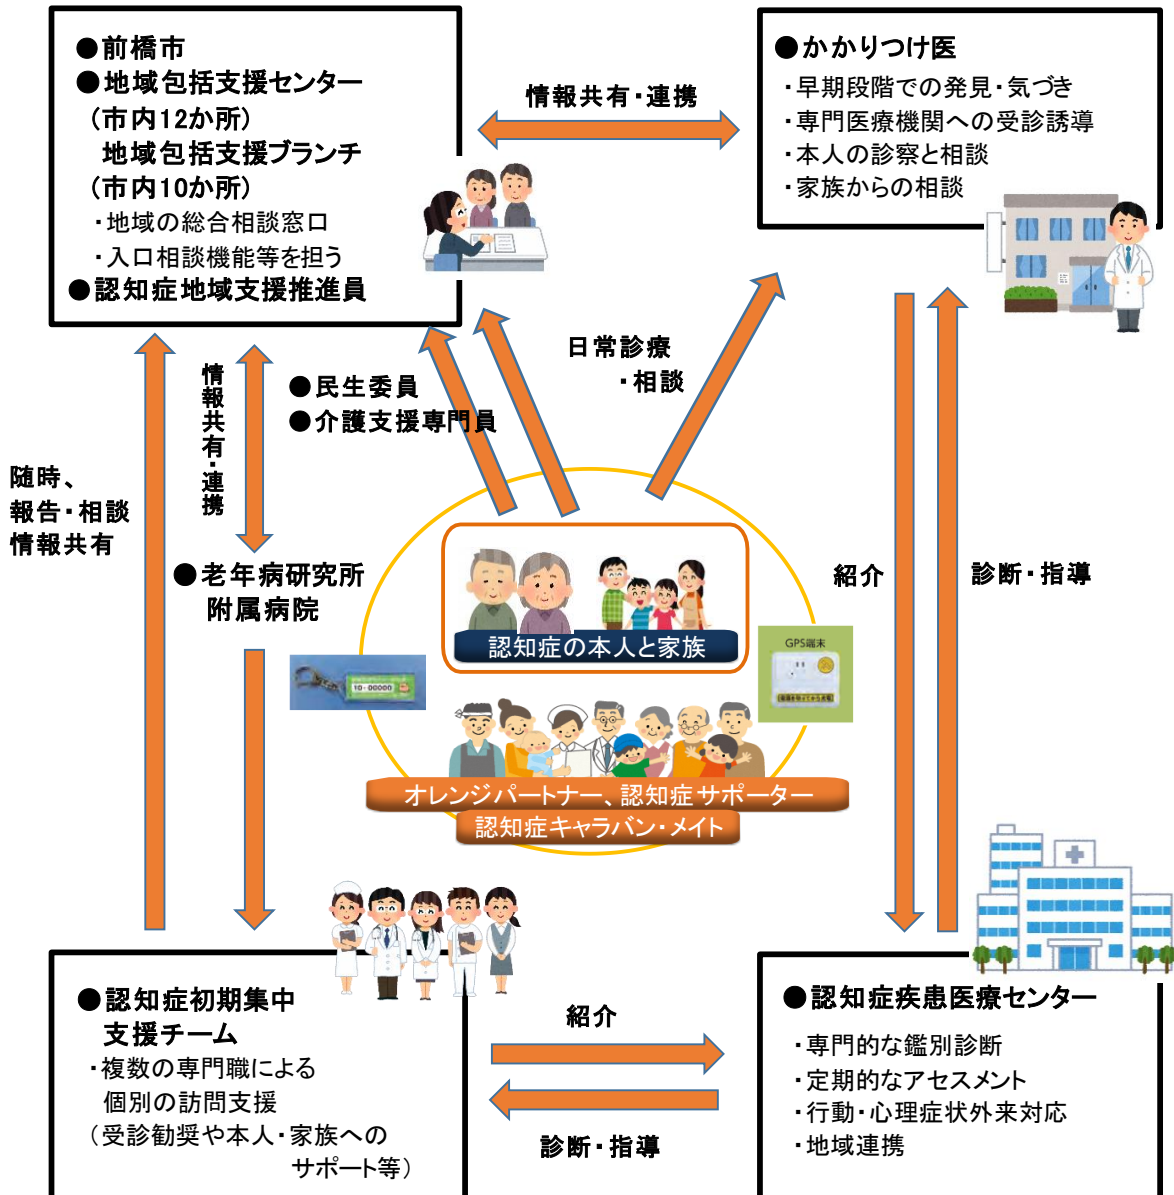 ●前橋市
●地域包括支援センター
(市内12か所)
地域包括支援ブランチ
(市内10か所)
・地域の総合相談窓口
・入口相談機能等を担う
●認知症地域支援推進員
情報共有・連携
●かかりつけ医
・早期段階での発見・気づき
・専門医療機関への受診誘導
・本人の診察と相談
・家族からの相談
情報共有・連携
●民生委員
●介護支援専門員
日常診療
・相談
随時、
報告・相談
情報共有
●老年病研究所
附属病院
紹介
診断・指導
認知症の本人と家族
GPS端末
10-00000
オレンジパートナー、認知症サポーター
認知症キャラバン・メイト
●認知症初期集中
支援チーム
・複数の専門職による
個別の訪問支援
(受診勧奨や本人・家族への
サポート等)
紹介
診断・指導
●認知症疾患医療センター
・専門的な鑑別診断
・定期的なアセスメント
・行動・心理症状外来対応
・地域連携